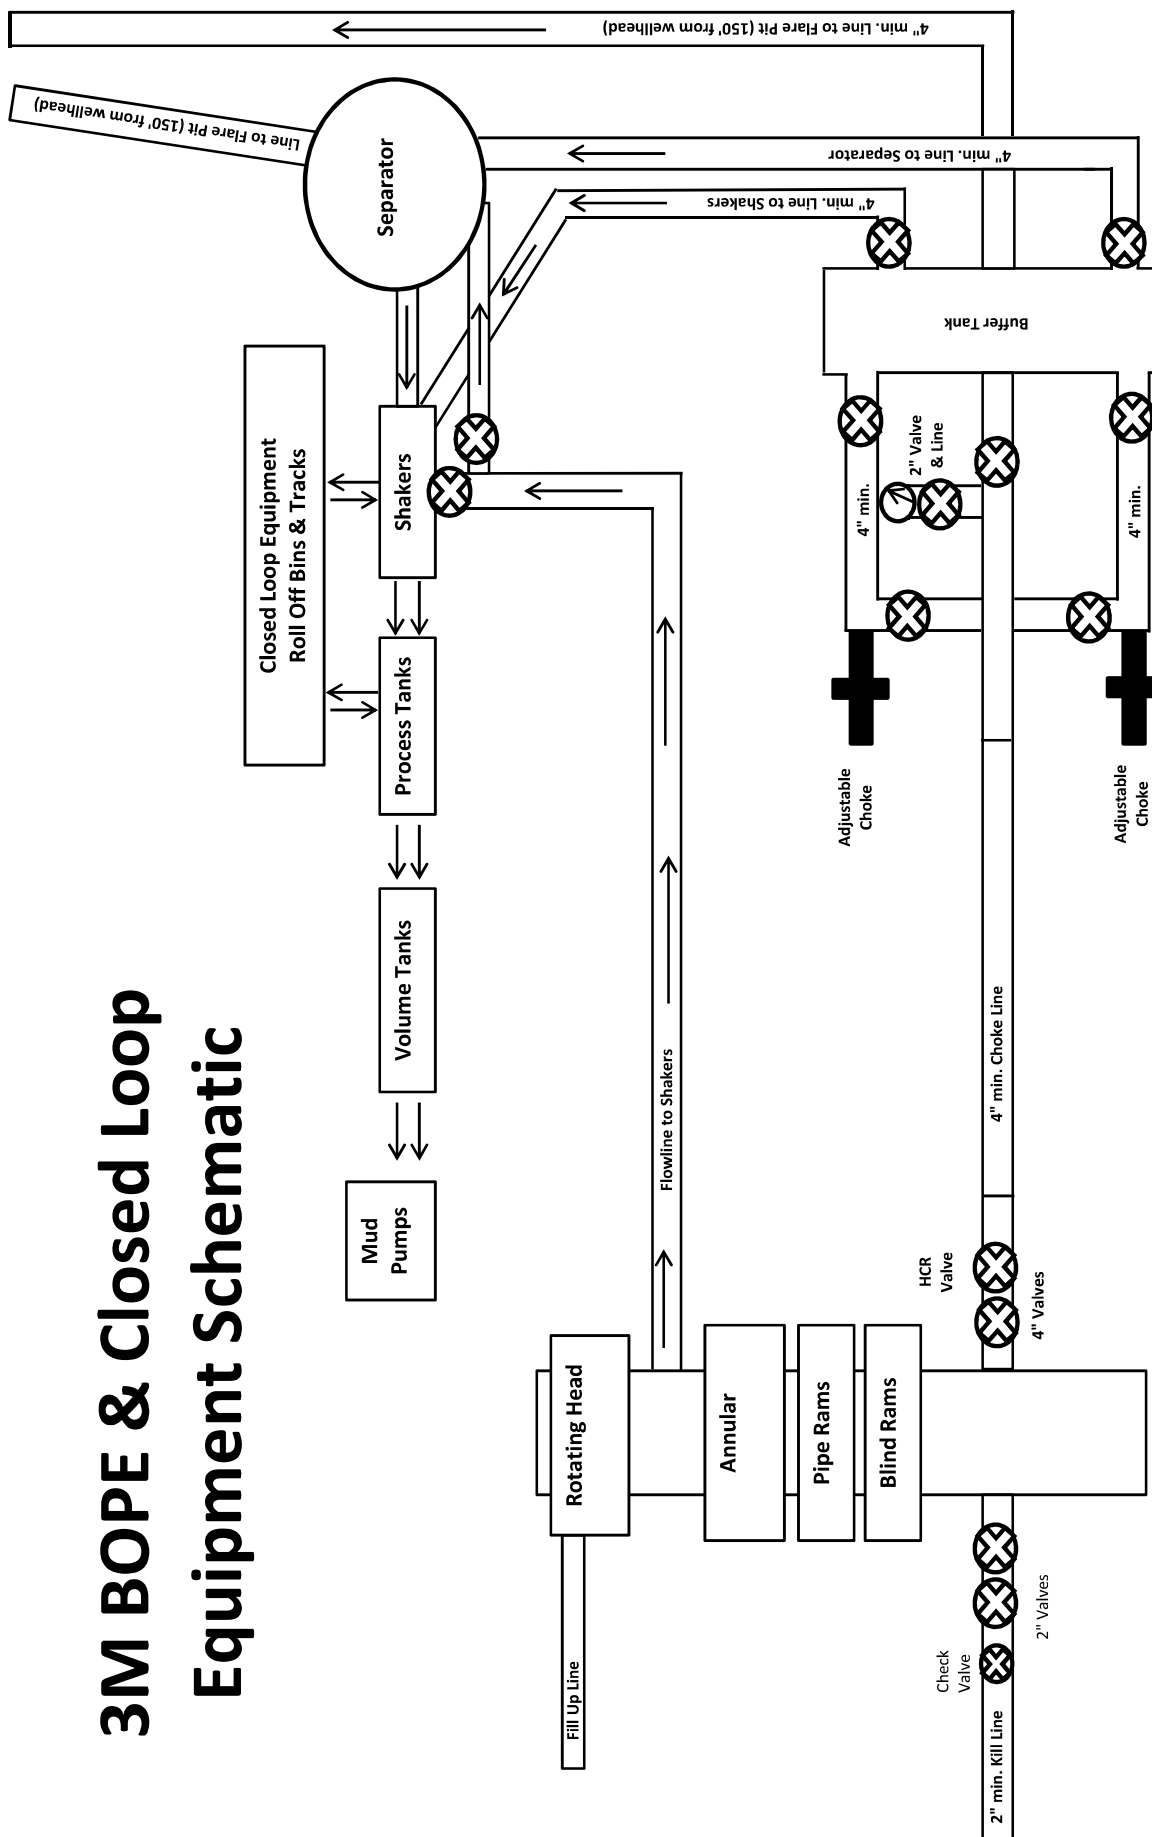 3M BOPE & Closed Loop
Equipment Schematic
Line to Flare Pit (150' from wellhead)
4" min. Line to Flare Pit (150' from wellhead)
Separator
4" min. Line to Separator
4" min. Line to Shakers
Closed Loop Equipment
Roll Off Bins & Tracks
Mud
Pumps
Volume Tanks
Process Tanks
Shakers
Fill Up Line
Rotating Head
Flowline to Shakers
Annular
Pipe Rams
Blind Rams
Adjustable
Choke
4" min.
2" Valve
& Line
Buffer Tank
Check
Valve
2" min. Kill Line
2" Valves
HCR
Valve
4" Valves
4" min. Choke Line
Adjustable
Choke
4" min.